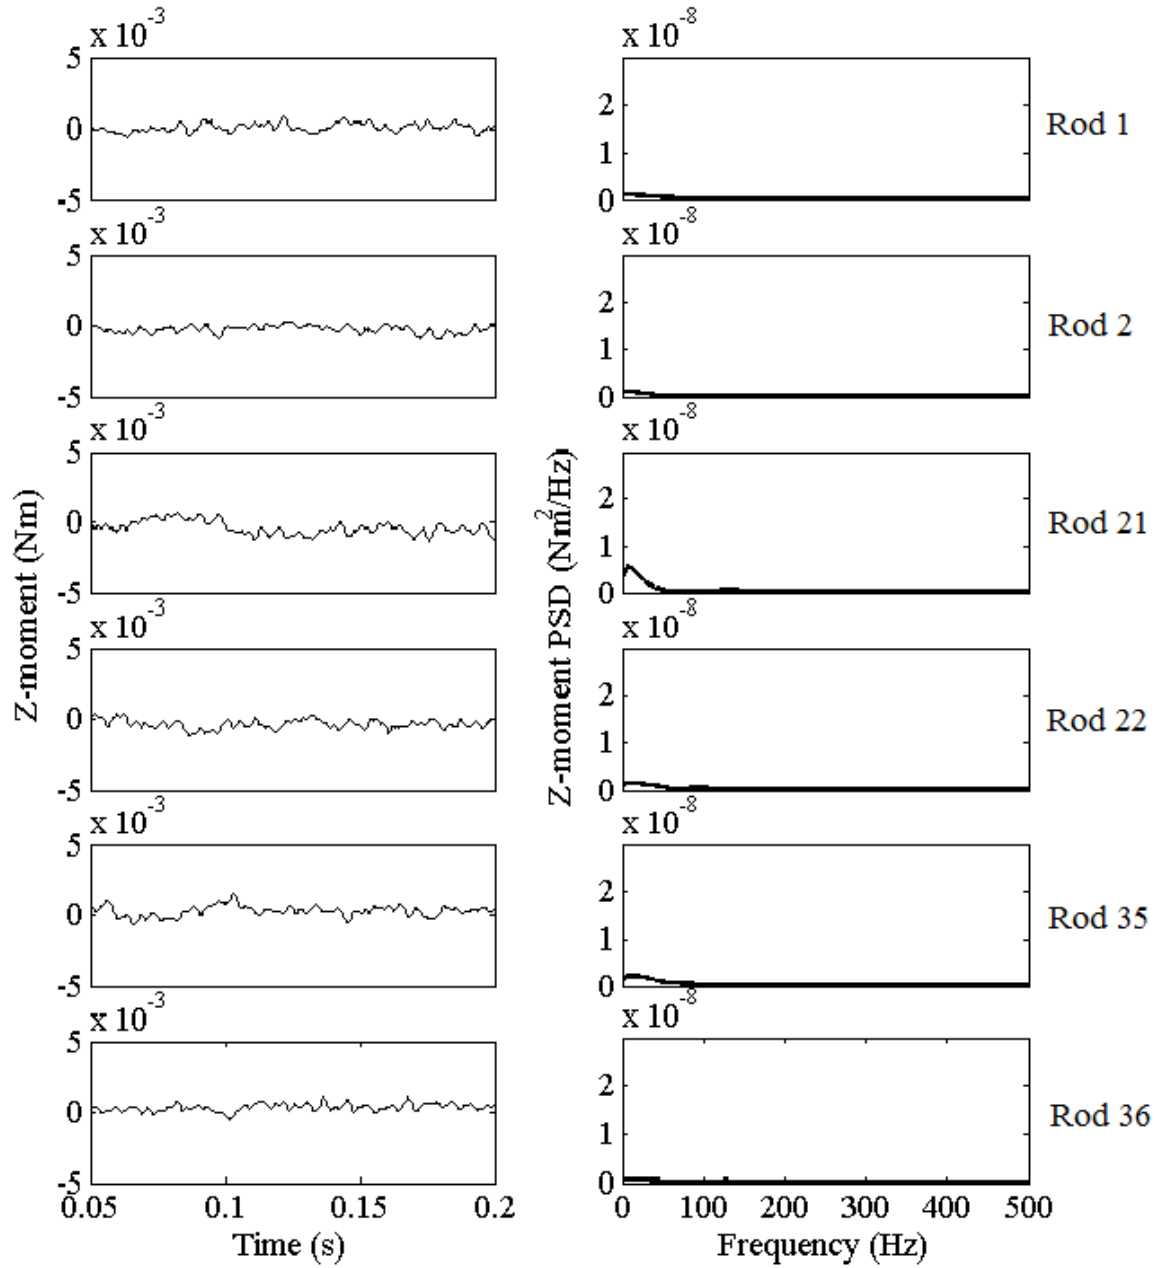 x 10⁻³ x 10⁻⁸
5
0
-5
2
1
0
Rod 1
x 10⁻³ x 10⁻⁸
5
0
-5
2
1
0
Rod 2
x 10⁻³ x 10⁻⁸
5
0
-5
2
1
0
Rod 21
x 10⁻³ x 10⁻⁸
5
0
-5
2
1
0
Rod 22
x 10⁻³ x 10⁻⁸
5
0
-5
2
1
0
Rod 35
x 10⁻³ x 10⁻⁸
5
0
-5
2
1
0
Rod 36
Z-moment (Nm)
Z-moment PSD (Nm²/Hz)
0.05 0.1 0.15 0.2
0 100 200 300 400 500
Time (s)
Frequency (Hz)